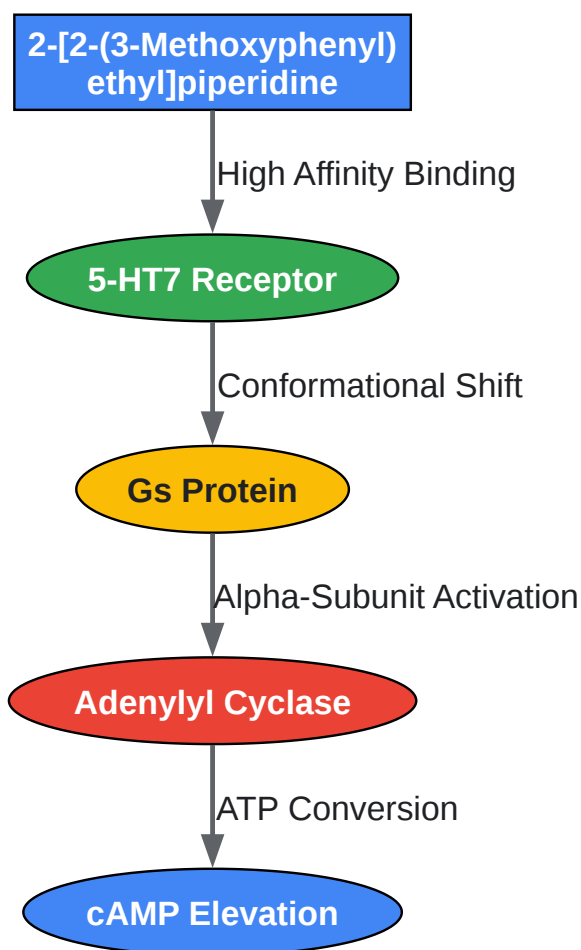 2-[2-(3-Methoxyphenyl)
ethyl]piperidine
High Affinity Binding
5-HT7 Receptor
Conformational Shift
Gs Protein
Alpha-Subunit Activation
Adenylyl Cyclase
ATP Conversion
cAMP Elevation